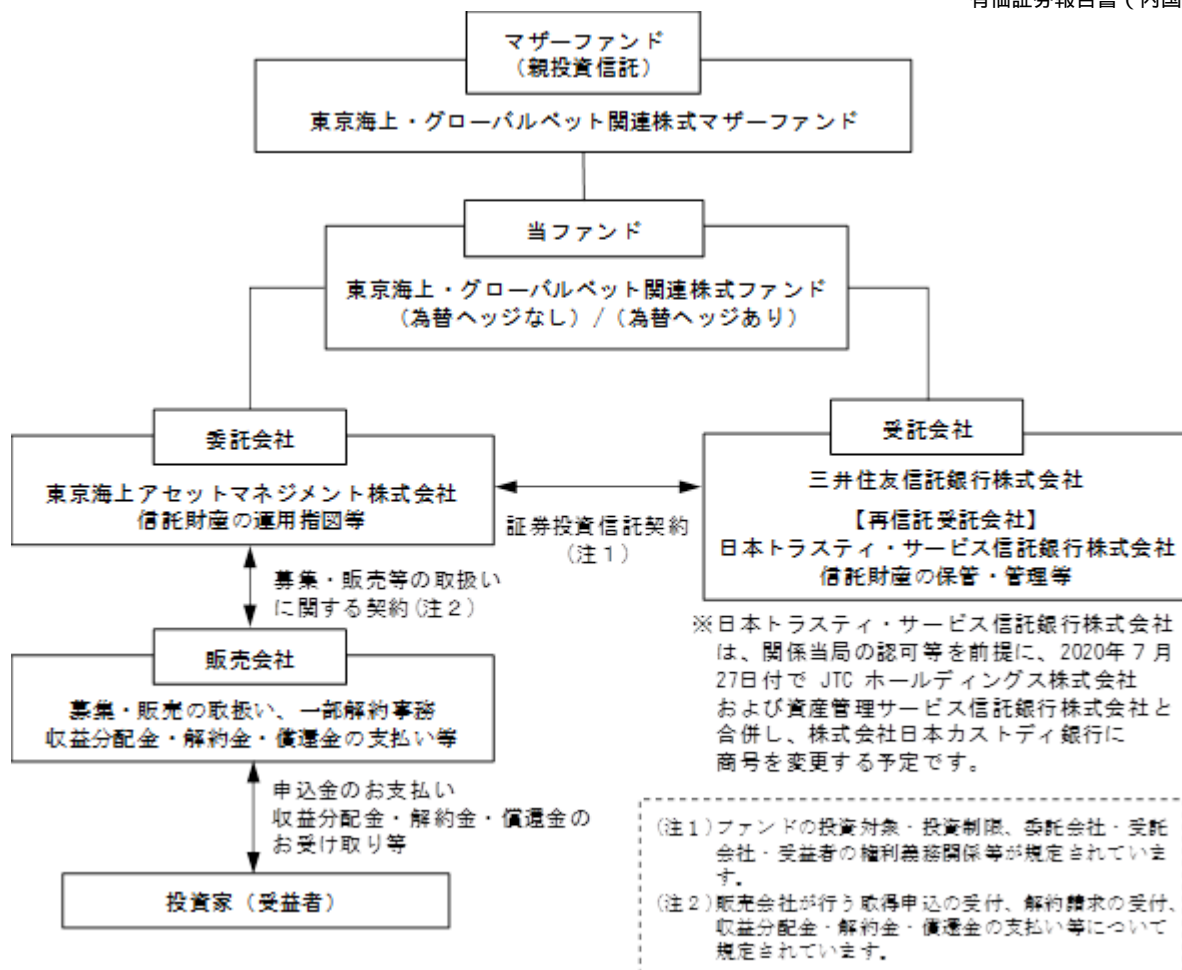 有価証券報告書(内国
マザーファンド
(親投資信託)
東京海上・グローバルペット関連株式マザーファンド
当ファンド
東京海上・グローバルペット関連株式ファンド
(為替ヘッジなし)/(為替ヘッジあり)
委託会社
東京海上アセットマネジメント株式会社
信託財産の運用指図等
証券投資信託契約
(注1)
受託会社
三井住友信託銀行株式会社
【再信託受託会社】
日本トラスティ・サービス信託銀行株式会社
信託財産の保管・管理等
募集・販売等の取扱い
に関する契約(注2)
※日本トラスティ・サービス信託銀行株式会社
は、関係当局の認可等を前提に、2020年7月
27日付で JTC ホールディングス株式会社
および資産管理サービス信託銀行株式会社と
合併し、株式会社日本カストディ銀行に
商号を変更する予定です。
販売会社
募集・販売の取扱い、一部解約事務
収益分配金・解約金・償還金の支払い等
申込金のお支払い
収益分配金・解約金・償還金の
お受け取り等
投資家(受益者)
(注1)ファンドの投資対象・投資制限、委託会社・受託
会社・受益者の権利義務関係等が規定されていま
す。
(注2)販売会社が行う取得申込の受付、解約請求の受付、
収益分配金・解約金・償還金の支払い等について
規定されています。